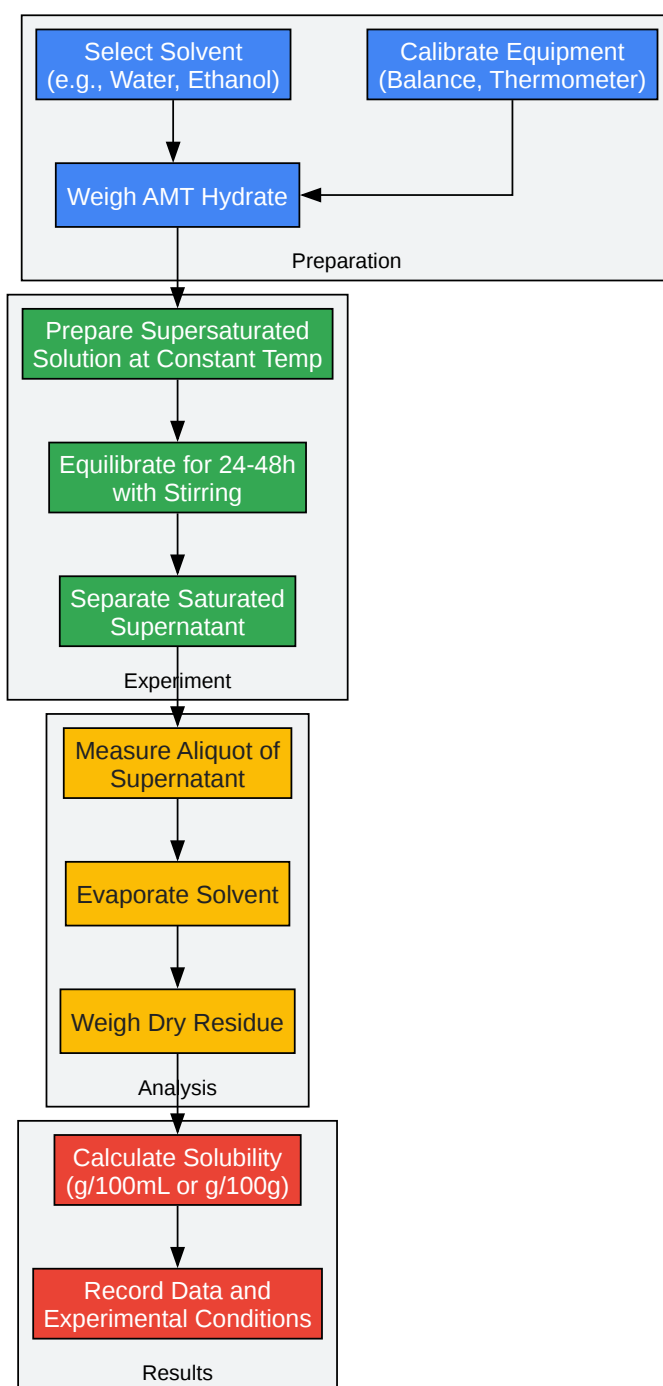 Select Solvent
(e.g., Water, Ethanol)
Calibrate Equipment
(Balance, Thermometer)
Weigh AMT Hydrate
Preparation
Prepare Supersaturated
Solution at Constant Temp
Equilibrate for 24-48h
with Stirring
Separate Saturated
Supernatant
Experiment
Measure Aliquot of
Supernatant
Evaporate Solvent
Weigh Dry Residue
Analysis
Calculate Solubility
(g/100mL or g/100g)
Record Data and
Experimental Conditions
Results